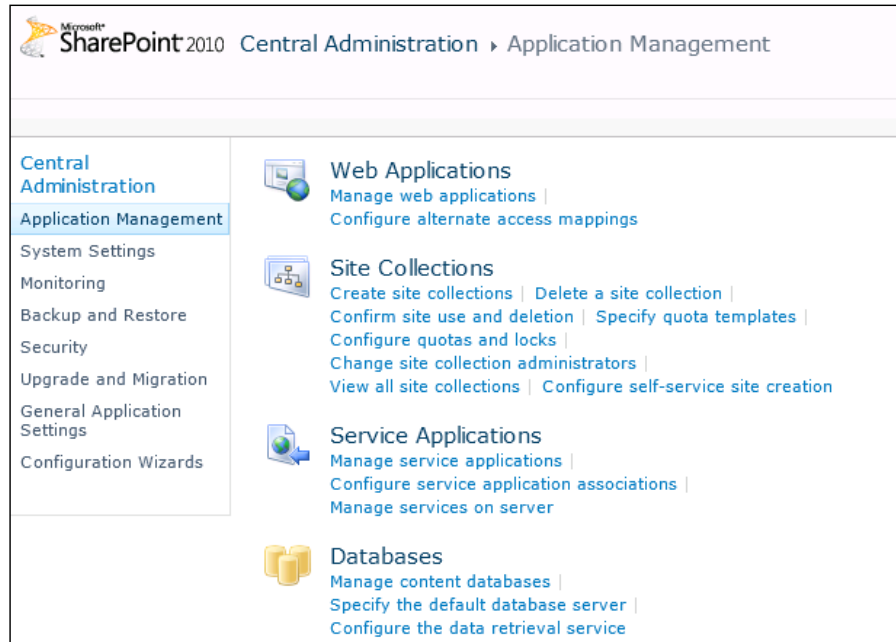 Microsoft®
SharePoint 2010 Central Administration ▸ Application Management
Central
Administration
Application Management
System Settings
Monitoring
Backup and Restore
Security
Upgrade and Migration
General Application
Settings
Configuration Wizards
Web Applications
Manage web applications |
Configure alternate access mappings
Site Collections
Create site collections | Delete a site collection |
Confirm site use and deletion | Specify quota templates |
Configure quotas and locks |
Change site collection administrators |
View all site collections | Configure self-service site creation
Service Applications
Manage service applications |
Configure service application associations |
Manage services on server
Databases
Manage content databases |
Specify the default database server |
Configure the data retrieval service